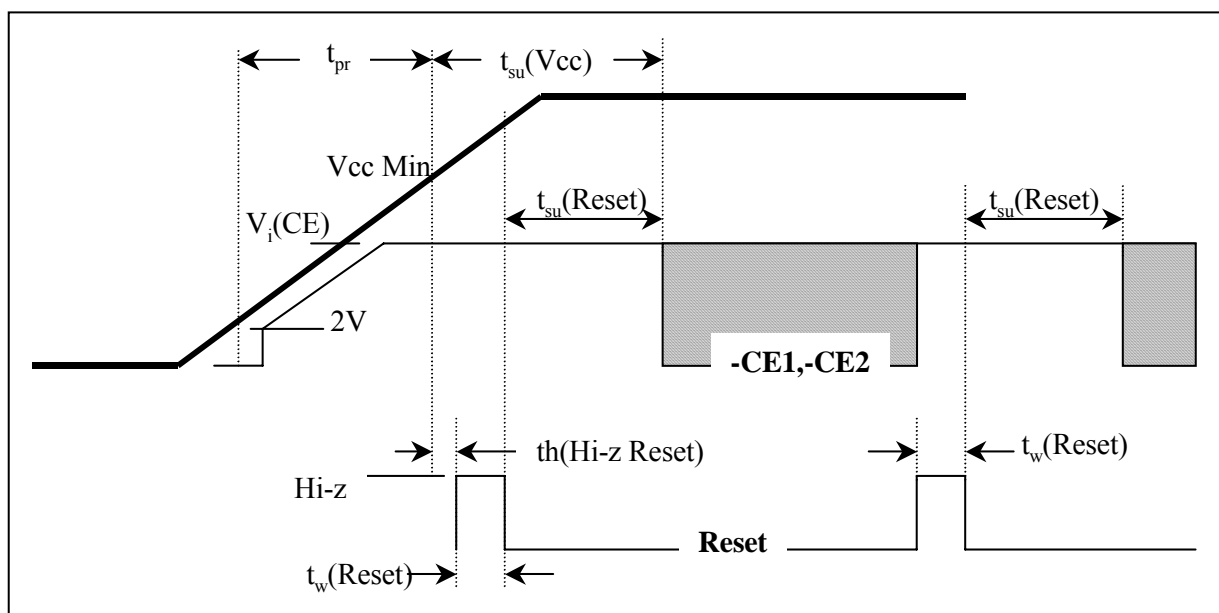 t_pr
t_su(Vcc)
Vcc Min
V_i(CE)
t_su(Reset)
t_su(Reset)
2V
-CE1,-CE2
th(Hi-z Reset)
t_w(Reset)
Hi-z
Reset
t_w(Reset)